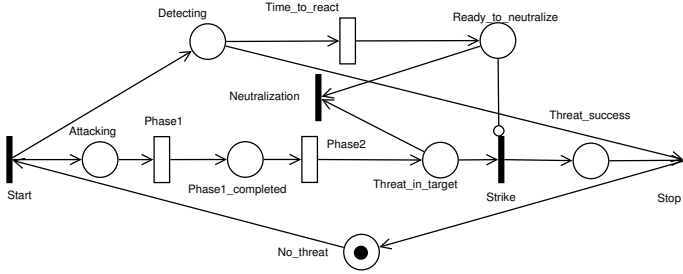 Time_to_react
Detecting
Ready_to_neutralize
Neutralization
Threat_success
Phase1
Attacking
Phase2
Phase1_completed
Threat_in_target
Start
Strike
Stop
No_threat